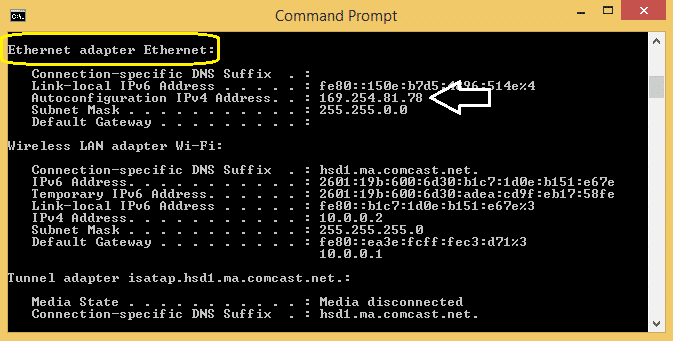 Command Prompt
Ethernet adapter Ethernet:
Connection-specific DNS Suffix . :
Link-local IPv6 Address . . . . . : fe80::150e:b7d5: 96:514e%4
Autoconfiguration IPv4 Address. . : 169.254.81.78
Subnet Mask . . . . . . . . . . . : 255.255.0.0
Default Gateway . . . . . . . . . :
Wireless LAN adapter Wi-Fi:
Connection-specific DNS Suffix . : hsd1.ma.comcast.net.
IPv6 Address. . . . . . . . . . . : 2601:19b:600:6d30:b1c7:1d0e:b151:e67e
Temporary IPv6 Address. . . . . . : 2601:19b:600:6d30:adea:cd9f:eb17:58fe
Link-local IPv6 Address . . . . . : fe80::b1c7:1d0e:b151:e67e%3
IPv4 Address. . . . . . . . . . . : 10.0.0.2
Subnet Mask . . . . . . . . . . . : 255.255.255.0
Default Gateway . . . . . . . . . : fe80::ea3e:fcff:fec3:d71%3
10.0.0.1
Tunnel adapter isatap.hsd1.ma.comcast.net.:
Media State . . . . . . . . . . . : Media disconnected
Connection-specific DNS Suffix . : hsd1.ma.comcast.net.